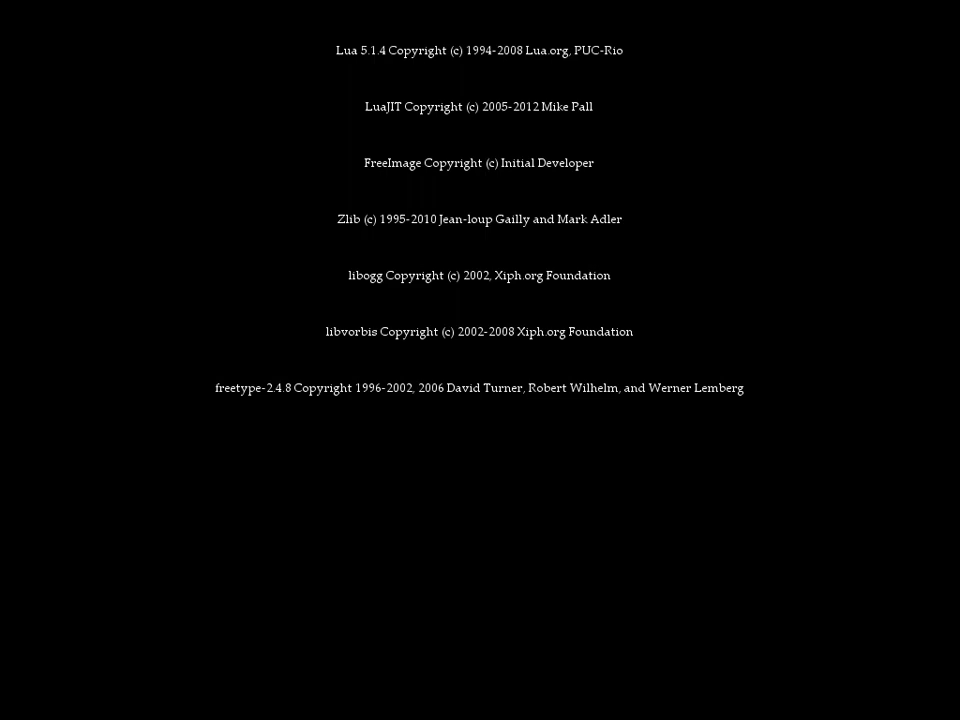 Lua 5.1.4 Copyright (c) 1994-2008 Lua.org, PUC-Rio
LuaJIT Copyright (c) 2005-2012 Mike Pall
FreeImage Copyright (c) Initial Developer
Zlib (c) 1995-2010 Jean-loup Gailly and Mark Adler
libogg Copyright (c) 2002, Xiph.org Foundation
libvorbis Copyright (c) 2002-2008 Xiph.org Foundation
freetype-2.4.8 Copyright 1996-2002, 2006 David Turner, Robert Wilhelm, and Werner Lemberg